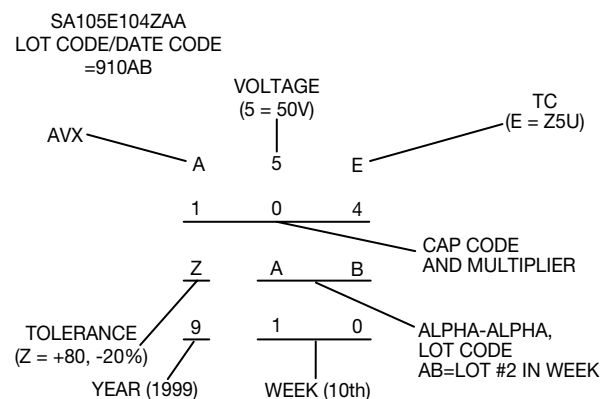 SA105E104ZAA
LOT CODE/DATE CODE
=910AB
VOLTAGE
(5 = 50V)
TC
(E = Z5U)
AVX
A 5 E
1 0 4
CAP CODE
AND MULTIPLIER
Z A B
TOLERANCE
(Z = +80, -20%)
9 1 0
ALPHA-ALPHA,
LOT CODE
AB=LOT #2 IN WEEK
YEAR (1999)
WEEK (10th)